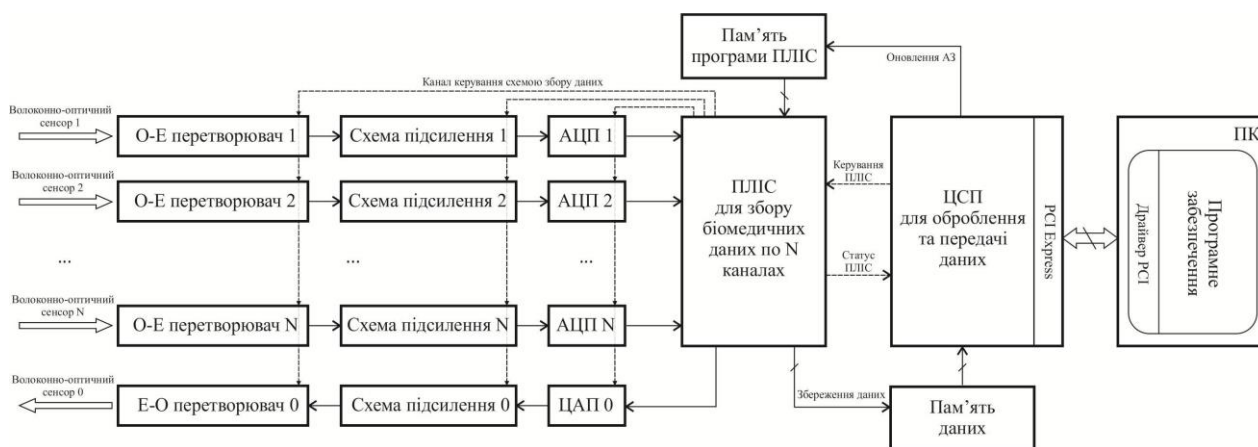 Пам’ять
програми ПЛІС
Оновлення АЗ
Канал керування схемою збору даних
Волоконно-оптичний
сенсор 1
О-Е перетворювач 1
Схема підсилення 1
АЦП 1
Волоконно-оптичний
сенсор 2
О-Е перетворювач 2
Схема підсилення 2
АЦП 2
...
...
...
Волоконно-оптичний
сенсор N
О-Е перетворювач N
Схема підсилення N
АЦП N
Волоконно-оптичний
сенсор 0
Е-О перетворювач 0
Схема підсилення 0
ЦАП 0
ПЛІС
для збору
біомедичних
даних по N
каналах
Керування
ПЛІС
Статус
ПЛІС
Збереження даних
ЦСП
для оброблення
та передачі
даних
PCI Express
Пам’ять
даних
ПК
Драйвер PCI
Програмне
забезпечення